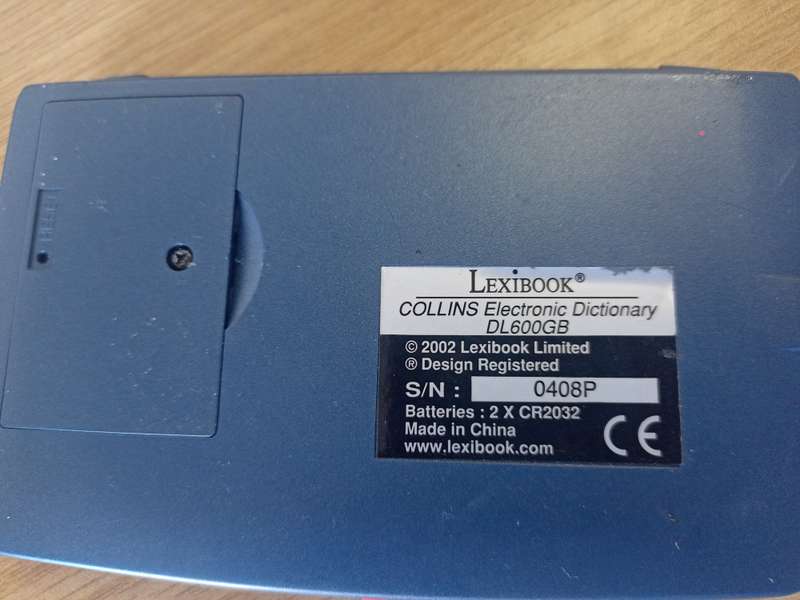 RESET
LEXIBOOK®
COLLINS Electronic Dictionary
DL600GB
© 2002 Lexibook Limited
® Design Registered
S/N : 0408P
Batteries : 2 X CR2032
Made in China
www.lexibook.com
CE